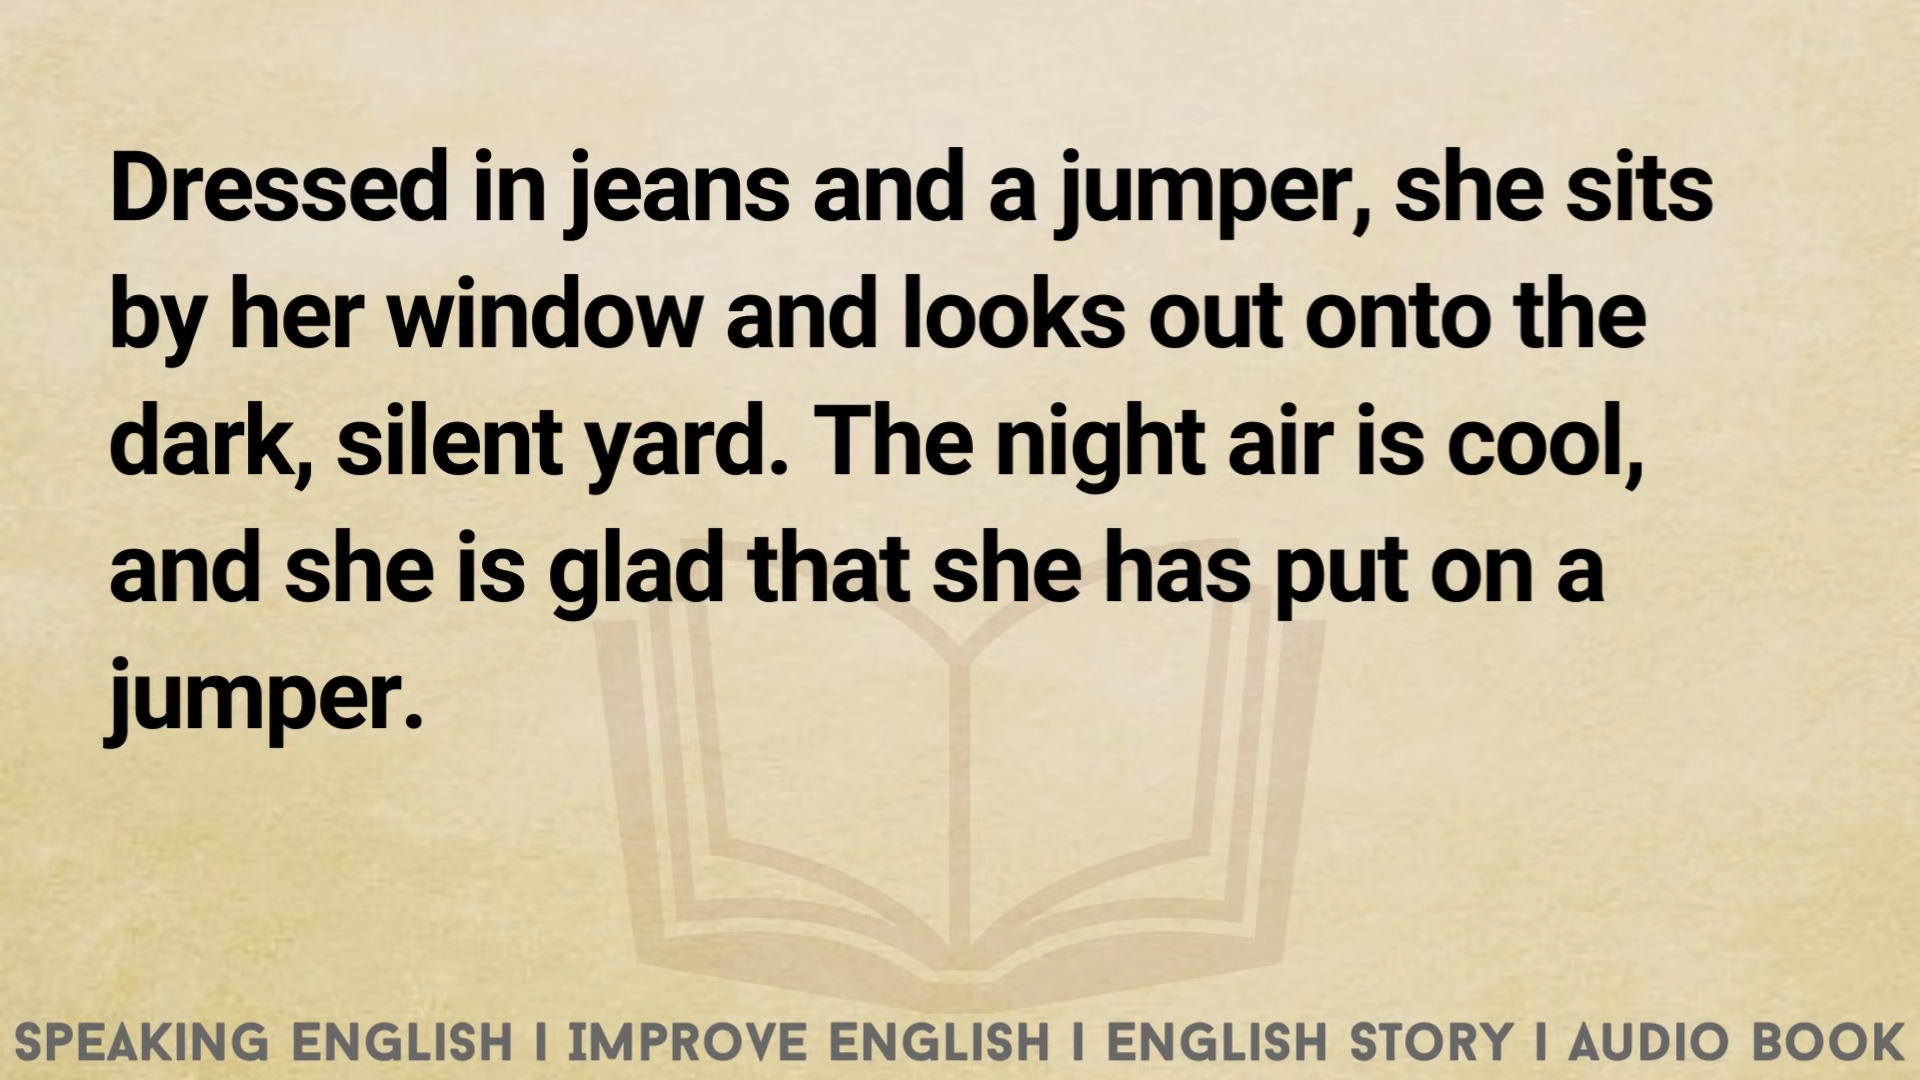 Dressed in jeans and a jumper, she sits
by her window and looks out onto the
dark, silent yard. The night air is cool,
and she is glad that she has put on a
jumper.
SPEAKING ENGLISH I IMPROVE ENGLISH I ENGLISH STORY I AUDIO BOOK